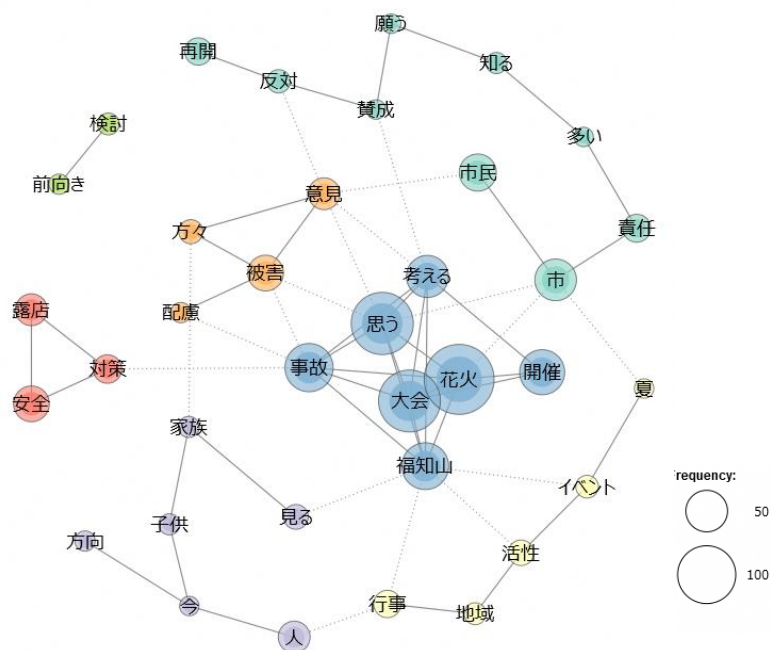 願う
再開
知る
反対
賛成
検討
多い
市民
前向き
意見
責任
方々
被害
考える
市
配慮
露店
思う
事故
対策
花火
開催
大会
夏
安全
家族
福知山
requency:
イベント
50
見る
子供
方向
活性
100
今
行事
地域
人